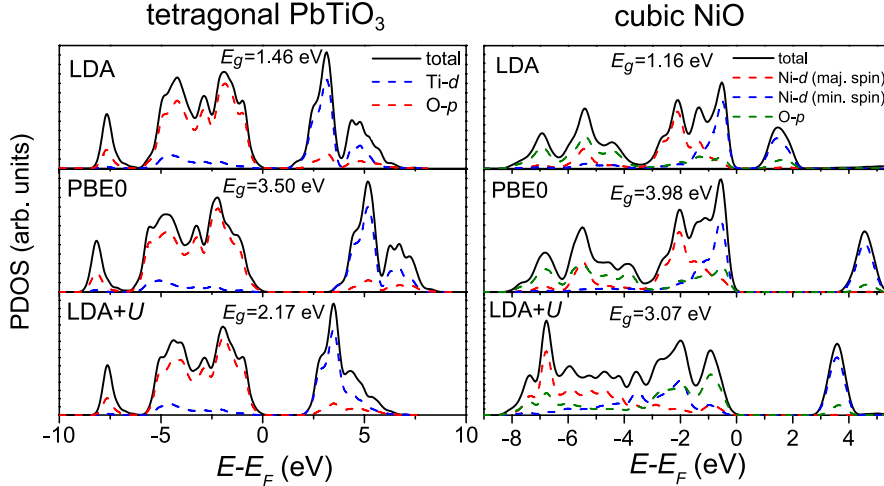 tetragonal PbTiO3
cubic NiO
LDA
Eg=1.46 eV
total
Ti-d
O-p
LDA
Eg=1.16 eV
total
Ni-d (maj. spin)
Ni-d (min. spin)
O-p
PBE0
Eg=3.50 eV
PBE0
Eg=3.98 eV
LDA+U
Eg=2.17 eV
LDA+U
Eg=3.07 eV
PDOS (arb. units)
-10 -5 0 5 10
-8 -6 -4 -2 0 2 4
E-EF (eV)
E-EF (eV)